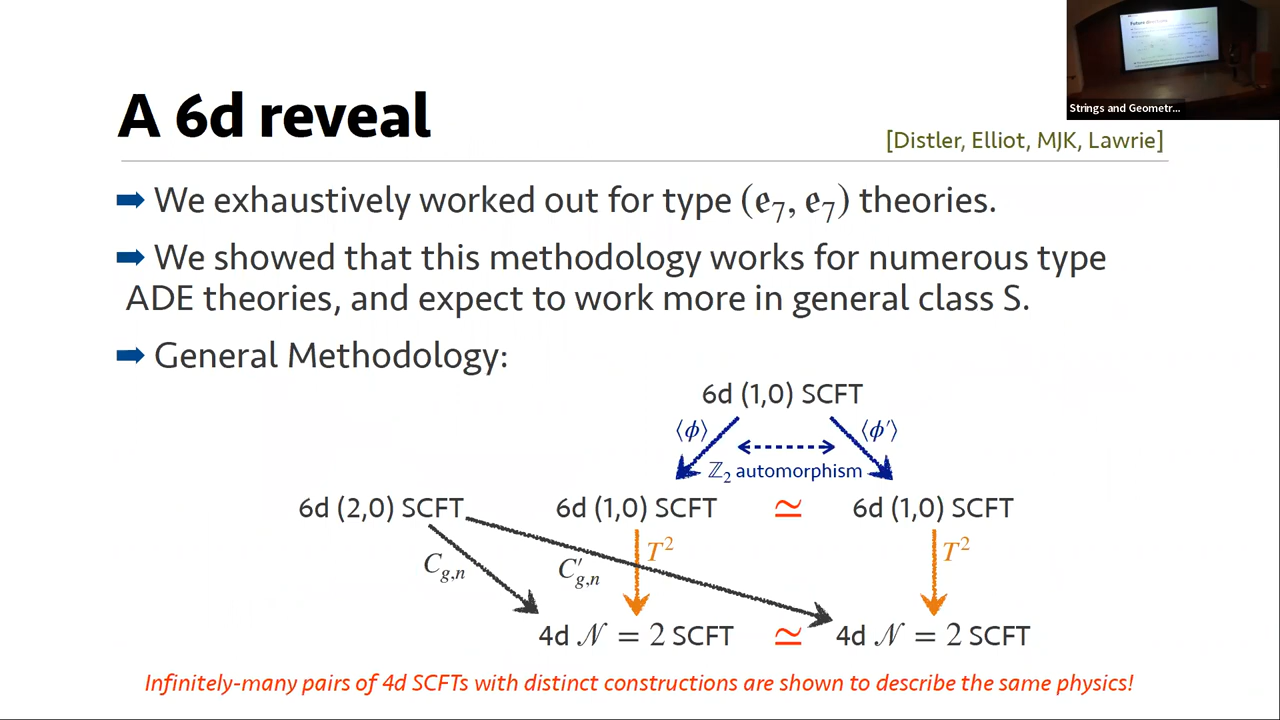 Future directions
Strings and Geometr...
A 6d reveal
[Distler, Elliot, MJK, Lawrie]
➡ We exhaustively worked out for type (𝔢₇, 𝔢₇) theories.
➡ We showed that this methodology works for numerous type
ADE theories, and expect to work more in general class S.
➡ General Methodology:
6d (1,0) SCFT
⟨ϕ⟩ ⟨ϕ′⟩
ℤ₂ automorphism
6d (2,0) SCFT 6d (1,0) SCFT ≃ 6d (1,0) SCFT
C_{g,n} C′_{g,n} T² T²
4d 𝒩 = 2 SCFT ≃ 4d 𝒩 = 2 SCFT
Infinitely-many pairs of 4d SCFTs with distinct constructions are shown to describe the same physics!